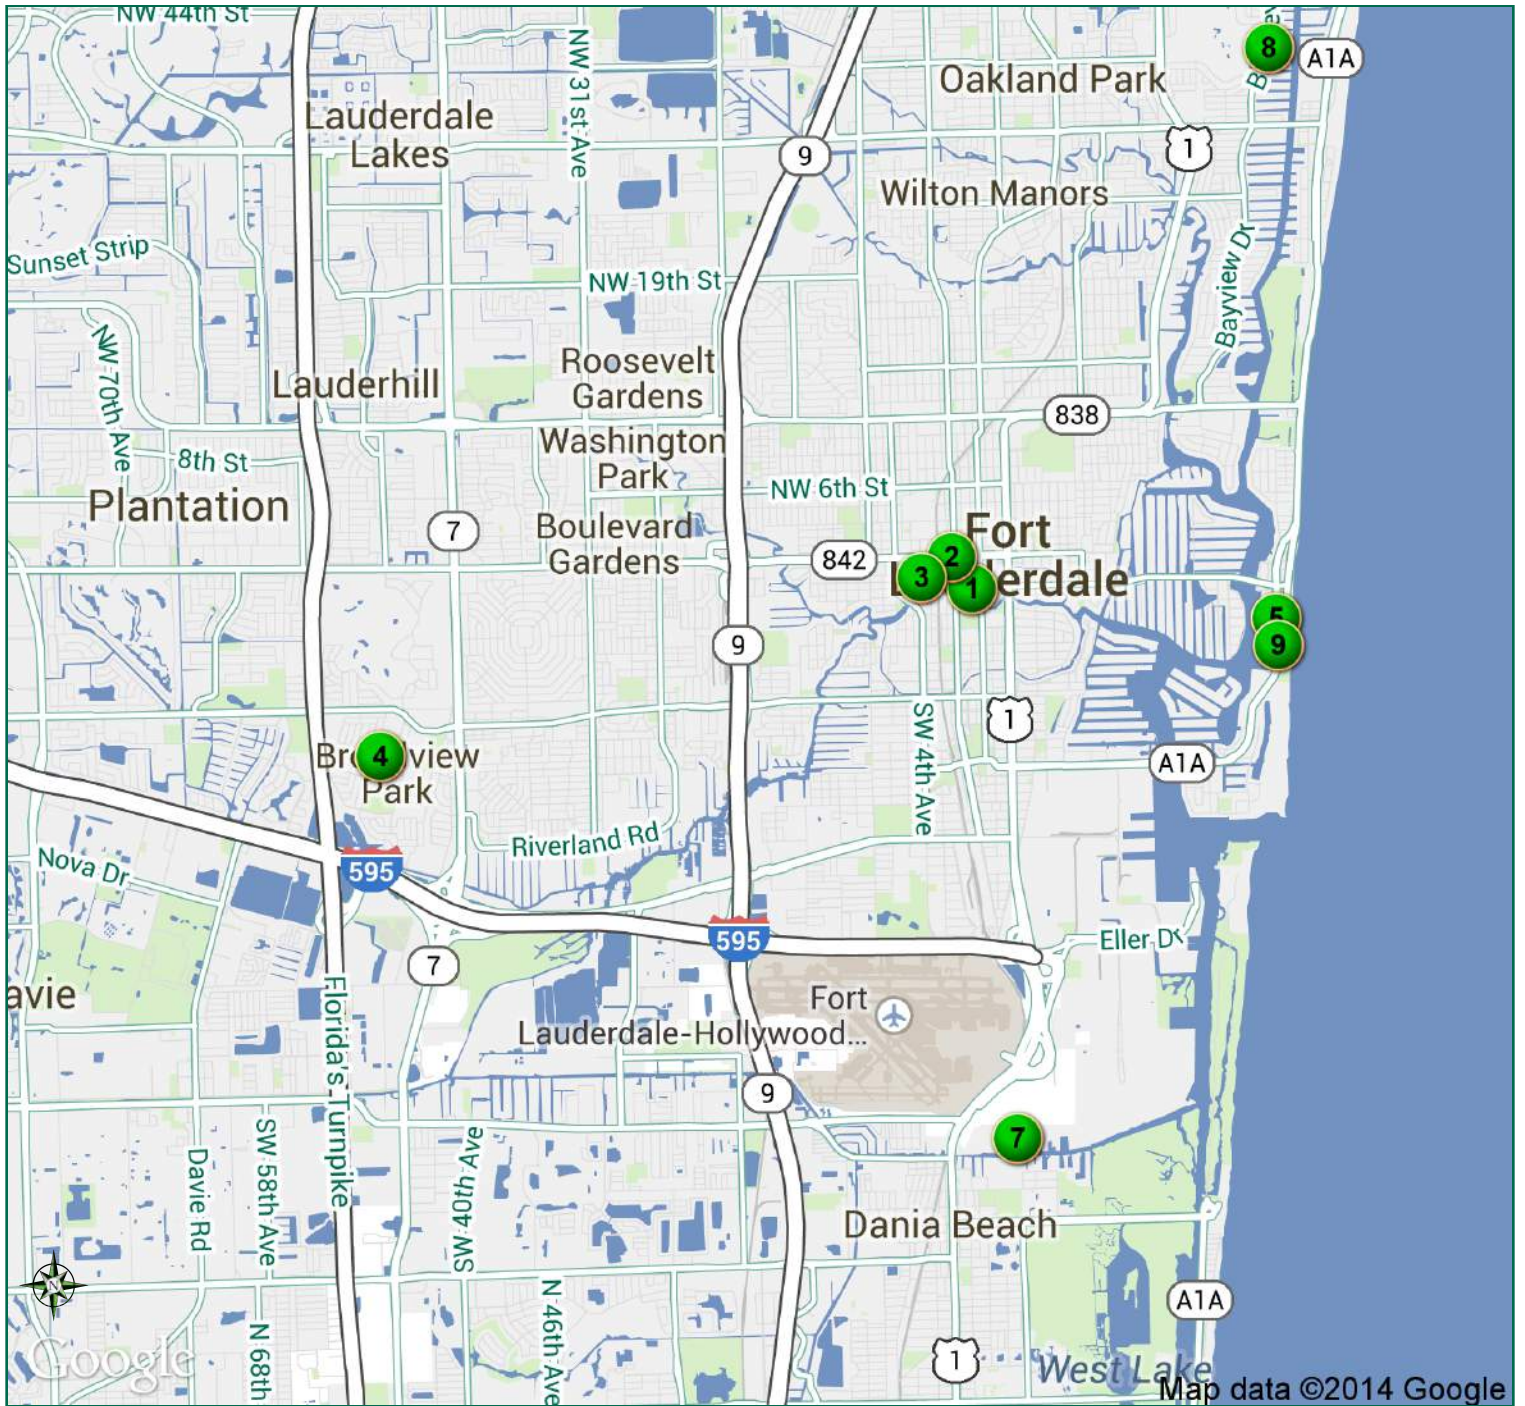 NW 44th St
NW 31st Ave
8
A1A
Oakland Park
Lauderdale
Lakes
1
9
Wilton Manors
Sunset Strip
Bayview Dr
NW 19th St
NW 70th Ave
Roosevelt
Gardens
Lauderhill
838
Washington
Park
8th St
NW 6th St
Plantation
7
Boulevard
Gardens
842
Fort
2
3
1
erdale
5
9
9
SW 4th Ave
1
4
Park
A1A
Riverland Rd
Nova Dr
595
595
Eller Dr
7
avie
Florida's Turnpike
Fort
Lauderdale-Hollywood...
9
7
SW 58th Ave
Davie Rd
SW 40th Ave
Dania Beach
N 46th Ave
A1A
N
N 68th
1
Google
West Lake
Map data ©2014 Google